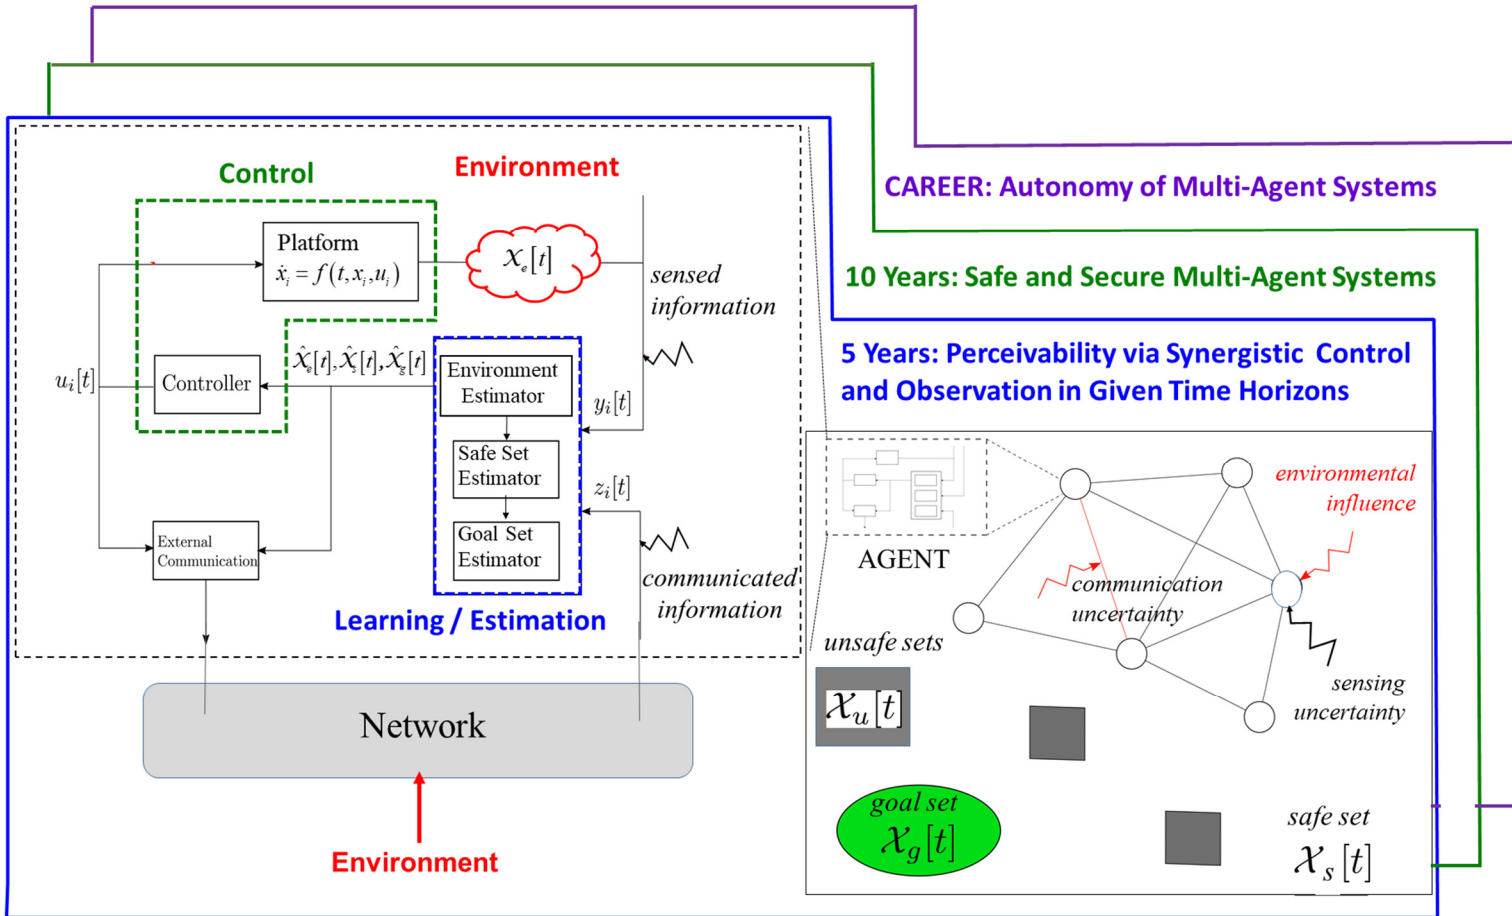 CAREER: Autonomy of Multi-Agent Systems
10 Years: Safe and Secure Multi-Agent Systems
5 Years: Perceivability via Synergistic Control
and Observation in Given Time Horizons
Control
Environment
Platform
ẋᵢ = f(t, xᵢ, uᵢ)
𝒳ₑ[t]
sensed
information
uᵢ[t]
Controller
𝒳̂ₑ[t], 𝒳̂ₛ[t], 𝒳̂_g[t]
Environment
Estimator
yᵢ[t]
Safe Set
Estimator
zᵢ[t]
Goal Set
Estimator
External
Communication
communicated
information
Learning / Estimation
Network
Environment
AGENT
environmental
influence
communication
uncertainty
sensing
uncertainty
unsafe sets
𝒳ᵤ[t]
goal set
𝒳_g[t]
safe set
𝒳ₛ[t]